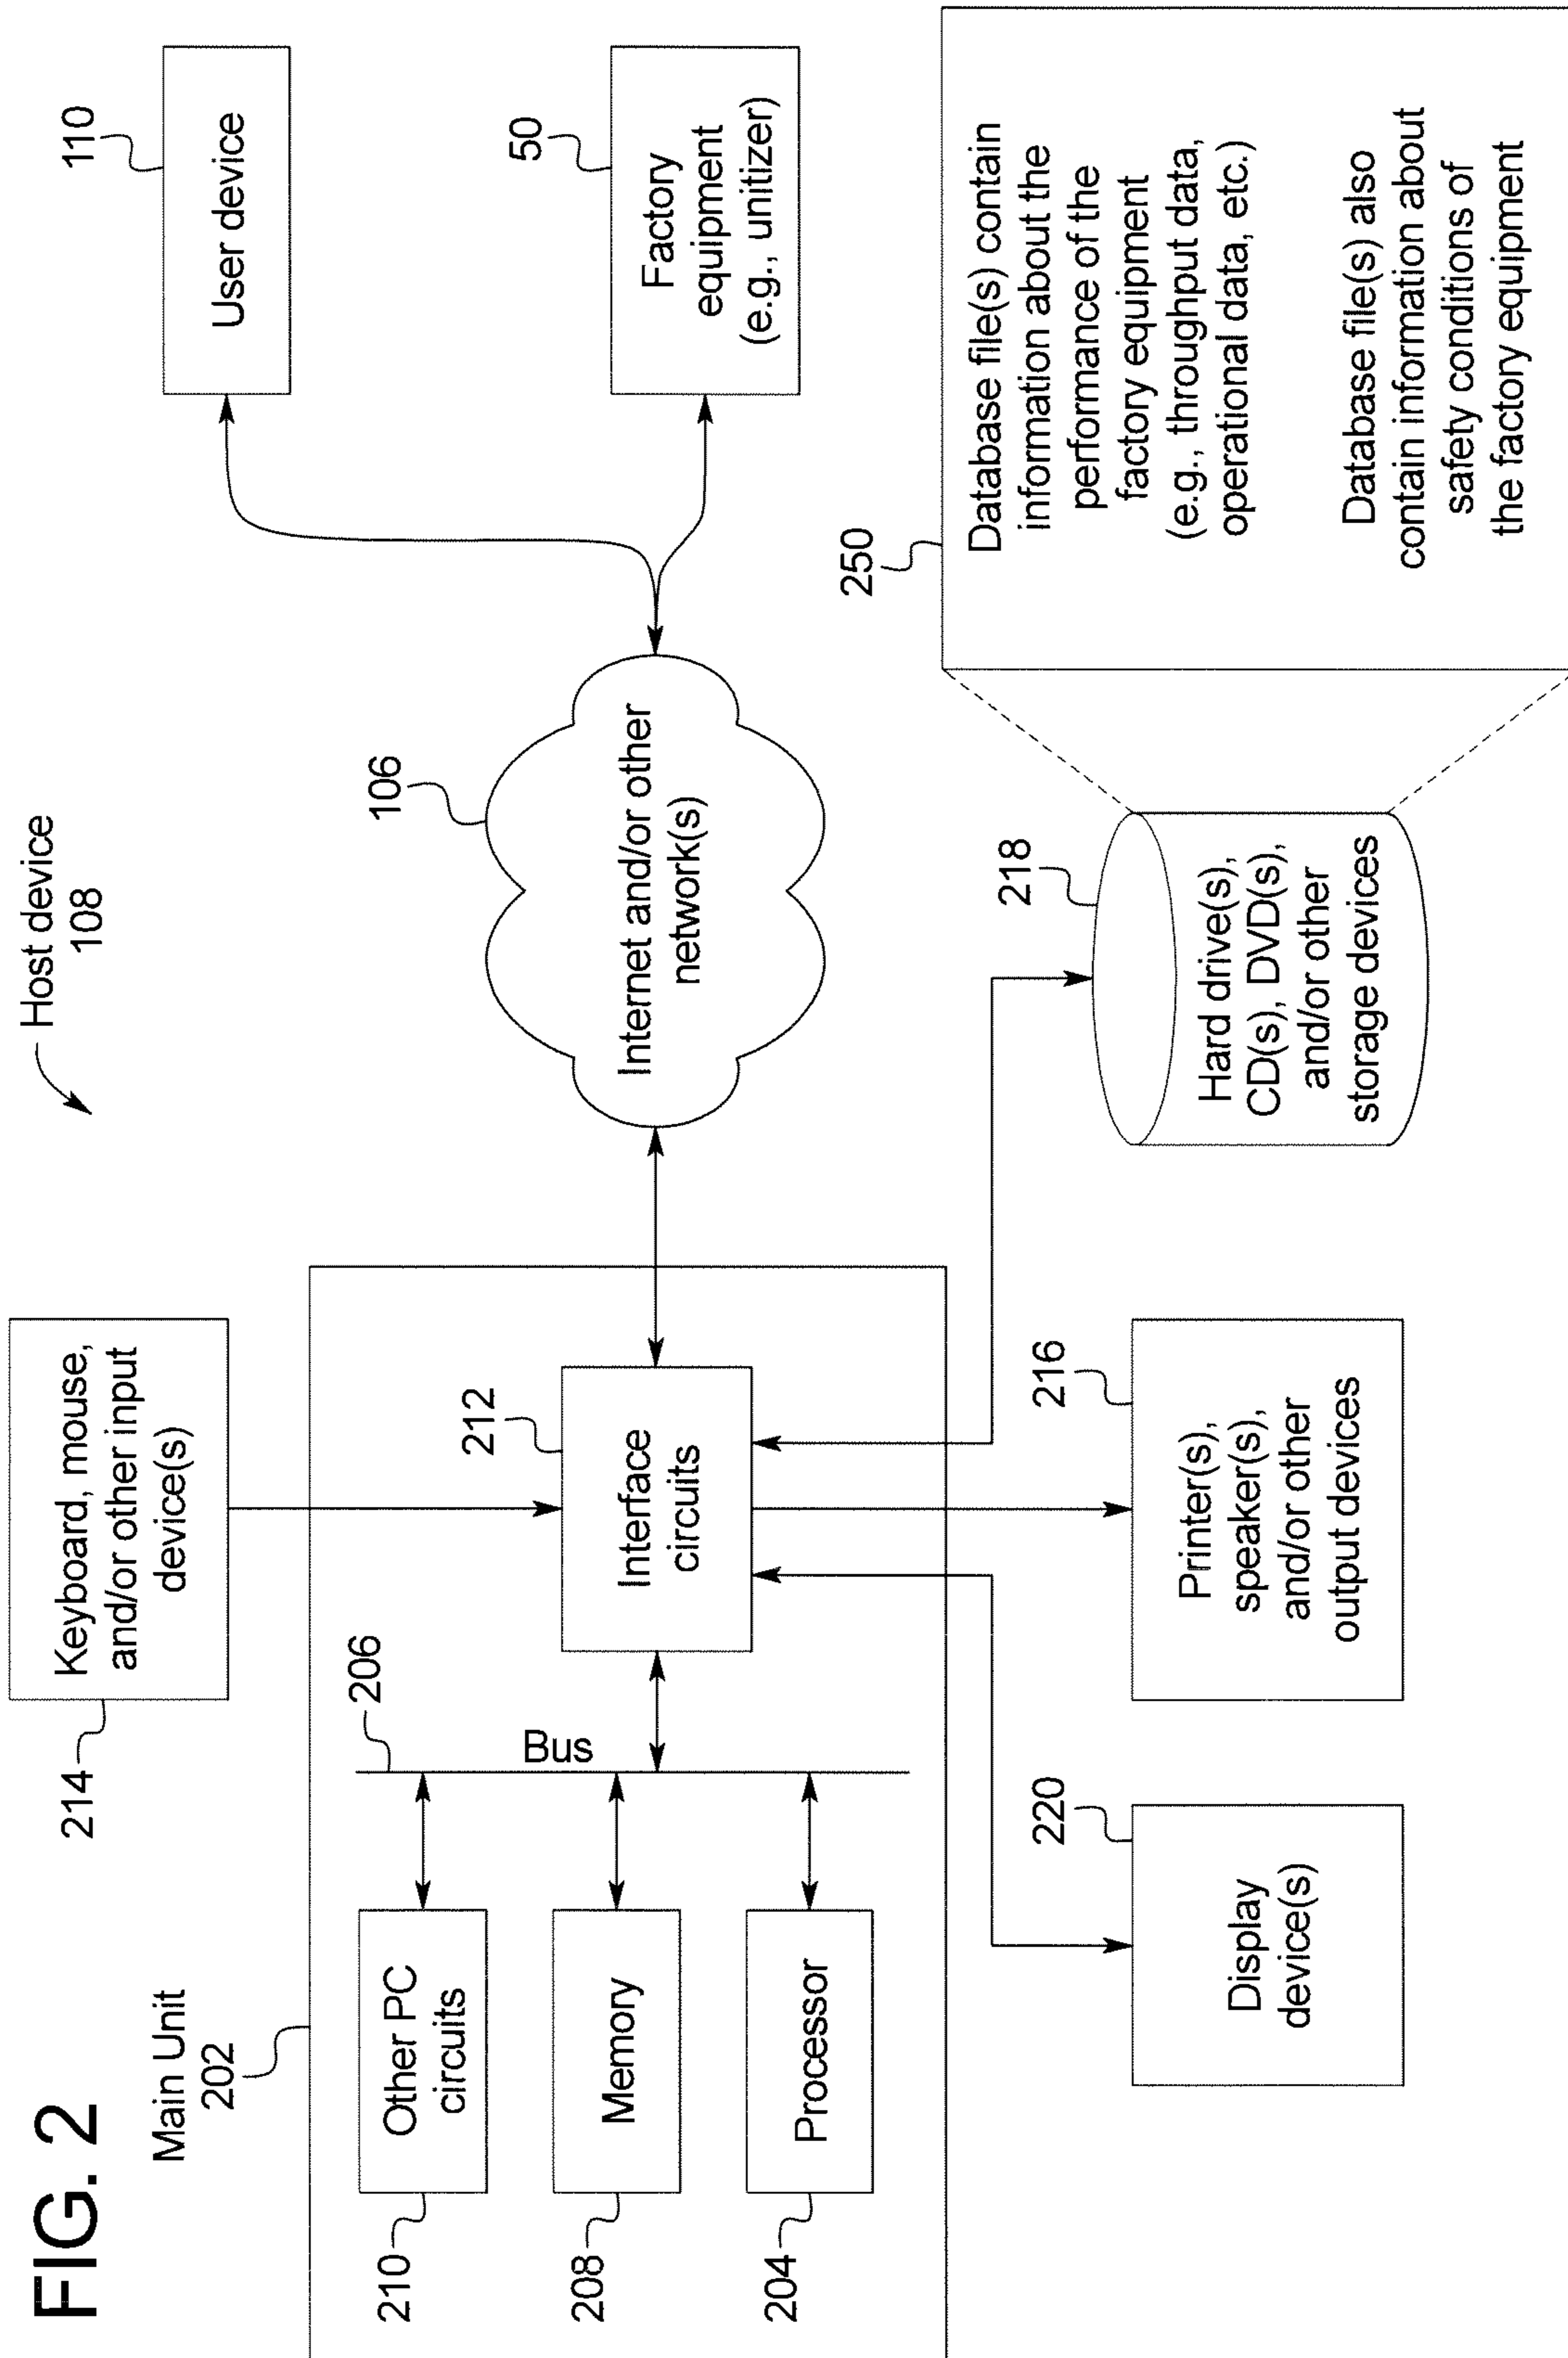 FIG. 2
Host device
108
Main Unit
202
Keyboard, mouse,
and/or other input
device(s)
214
Other PC
circuits
210
Memory
208
Processor
204
Bus
206
Interface
circuits
212
Internet and/or other
network(s)
106
User device
110
Factory
equipment
(e.g., unitizer)
50
Display
device(s)
220
Printer(s),
speaker(s),
and/or other
output devices
216
Hard drive(s),
CD(s), DVD(s),
and/or other
storage devices
218
250
Database file(s) contain
information about the
performance of the
factory equipment
(e.g., throughput data,
operational data, etc.)
Database file(s) also
contain information about
safety conditions of
the factory equipment